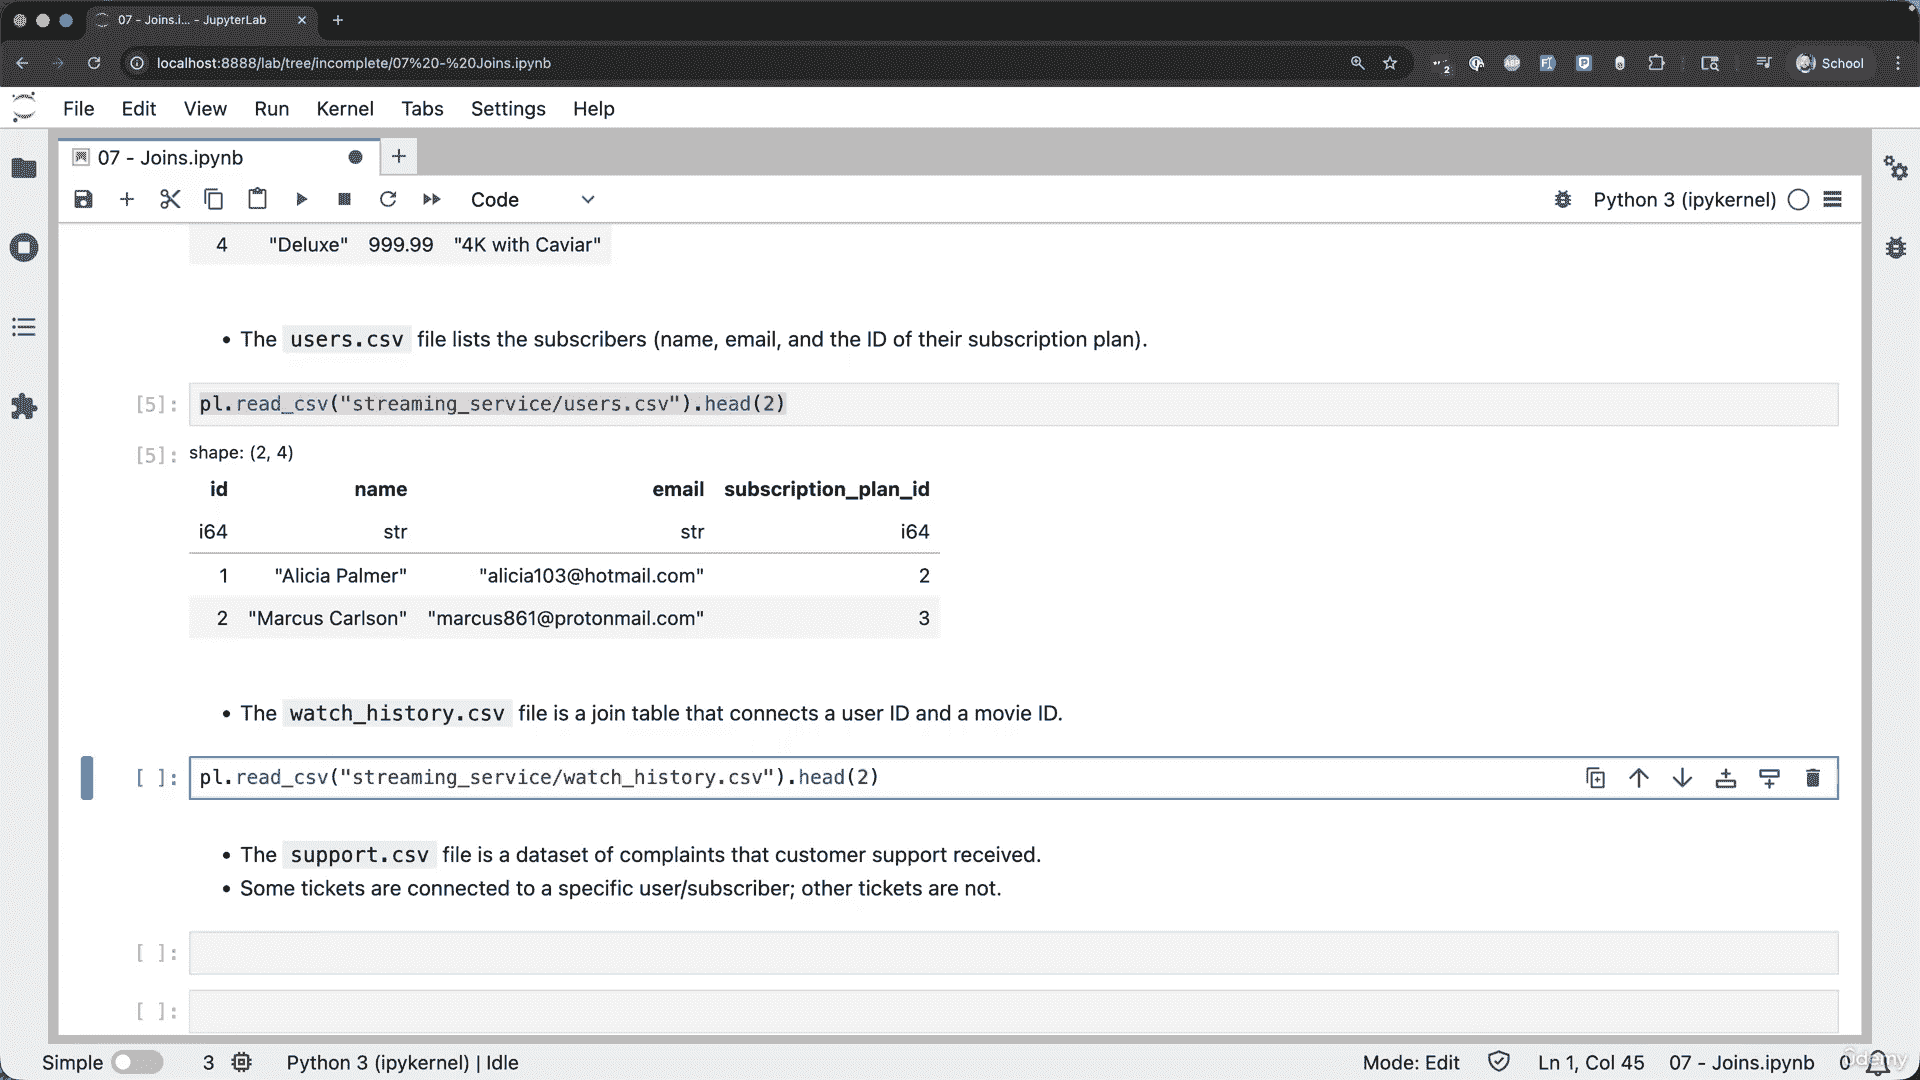 07 - Joins.i... - JupyterLab
localhost:8888/lab/tree/incomplete/07%20-%20Joins.ipynb
2
ABP
School
File Edit View Run Kernel Tabs Settings Help
07 - Joins.ipynb
Code
Python 3 (ipykernel)
4 "Deluxe" 999.99 "4K with Caviar"
• The users.csv file lists the subscribers (name, email, and the ID of their subscription plan).
[5]: pl.read_csv("streaming_service/users.csv").head(2)
[5]: shape: (2, 4)
id name email subscription_plan_id
i64 str str i64
1 "Alicia Palmer" "alicia103@hotmail.com" 2
2 "Marcus Carlson" "marcus861@protonmail.com" 3
• The watch_history.csv file is a join table that connects a user ID and a movie ID.
[ ]: pl.read_csv("streaming_service/watch_history.csv").head(2)
• The support.csv file is a dataset of complaints that customer support received.
• Some tickets are connected to a specific user/subscriber; other tickets are not.
[ ]:
[ ]:
Simple 3 Python 3 (ipykernel) | Idle Mode: Edit Ln 1, Col 45 07 - Joins.ipynb 0
udemy